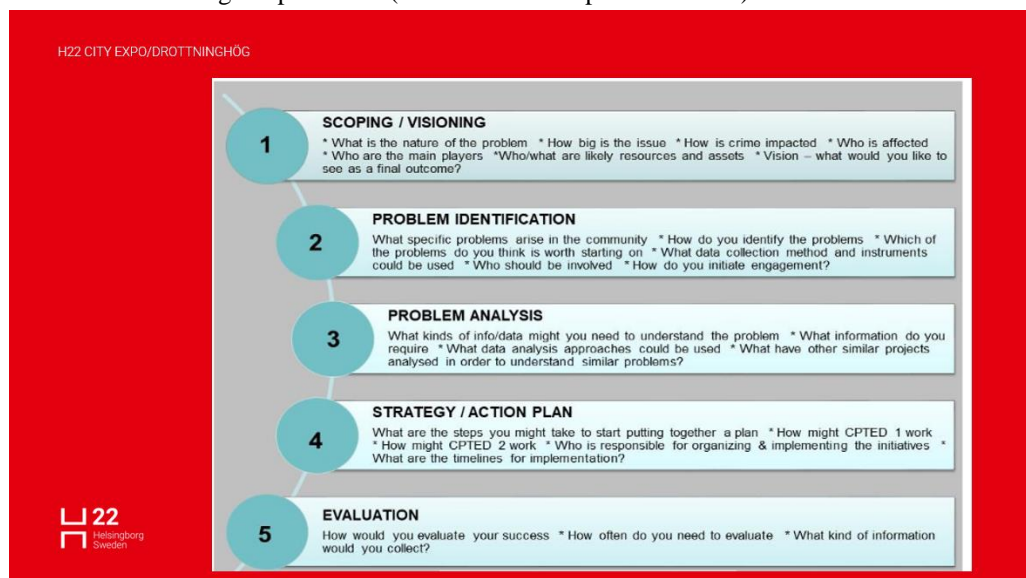 H22 CITY EXPO/DROTTNINGHÖG
1
SCOPING / VISIONING
* What is the nature of the problem * How big is the issue * How is crime impacted * Who is affected
* Who are the main players *Who/what are likely resources and assets * Vision – what would you like to
see as a final outcome?
2
PROBLEM IDENTIFICATION
What specific problems arise in the community * How do you identify the problems * Which of
the problems do you think is worth starting on * What data collection method and instruments
could be used * Who should be involved * How do you initiate engagement?
3
PROBLEM ANALYSIS
What kinds of info/data might you need to understand the problem * What information do you
require * What data analysis approaches could be used * What have other similar projects
analysed in order to understand similar problems?
4
STRATEGY / ACTION PLAN
What are the steps you might take to start putting together a plan * How might CPTED 1 work
* How might CPTED 2 work * Who is responsible for organizing & implementing the initiatives *
What are the timelines for implementation?
5
EVALUATION
How would you evaluate your success * How often do you need to evaluate * What kind of information
would you collect?
22
Helsingborg
Sweden